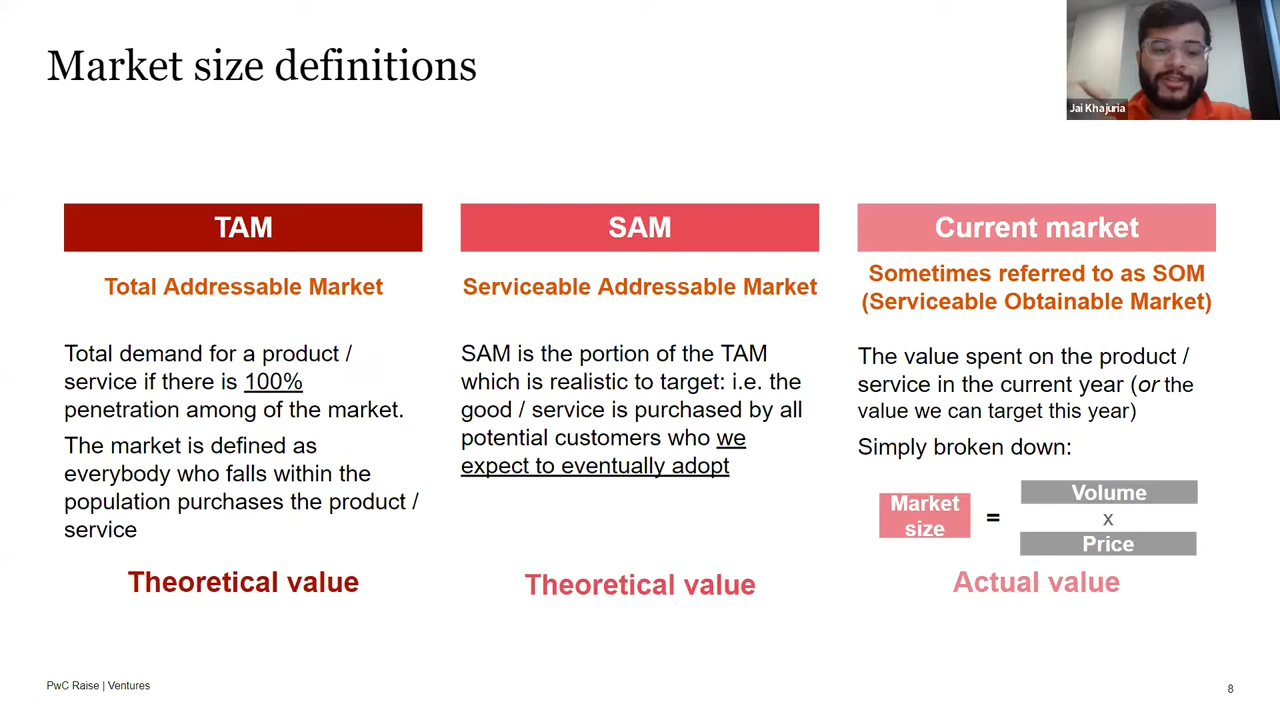 Market size definitions
Jai Khajuria
TAM
Total Addressable Market
Total demand for a product /
service if there is 100%
penetration among of the market.
The market is defined as
everybody who falls within the
population purchases the product /
service
Theoretical value
SAM
Serviceable Addressable Market
SAM is the portion of the TAM
which is realistic to target: i.e. the
good / service is purchased by all
potential customers who we
expect to eventually adopt
Theoretical value
Current market
Sometimes referred to as SOM
(Serviceable Obtainable Market)
The value spent on the product /
service in the current year (or the
value we can target this year)
Simply broken down:
Market
size
=
Volume
x
Price
Actual value
PwC Raise | Ventures
8